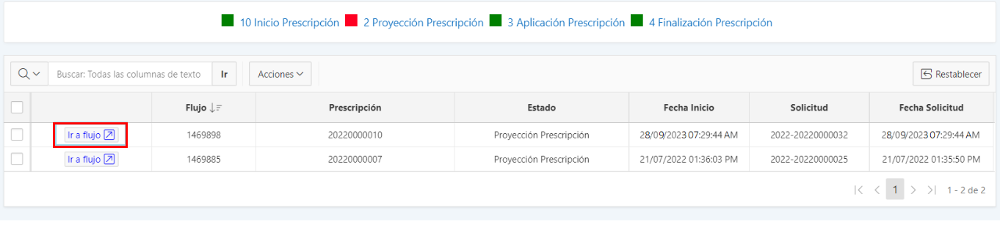 10 Inicio Prescripción 2 Proyección Prescripción 3 Aplicación Prescripción 4 Finalización Prescripción
Buscar: Todas las columnas de texto Ir Acciones Restablecer
Flujo Prescripción Estado Fecha Inicio Solicitud Fecha Solicitud
Ir a flujo 1469898 20220000010 Proyección Prescripción 28/09/2023 07:29:44 AM 2022-20220000032 28/09/2023 07:29:44 AM
Ir a flujo 1469885 20220000007 Proyección Prescripción 21/07/2022 01:36:03 PM 2022-20220000025 21/07/2022 01:35:50 PM
1 1 - 2 de 2